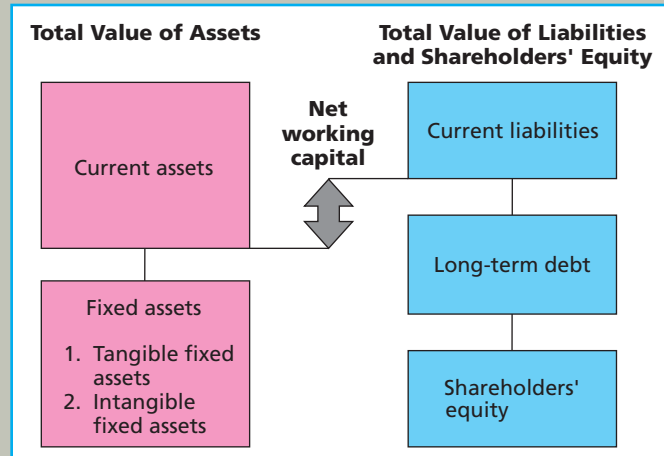 Total Value of Assets
Total Value of Liabilities
and Shareholders' Equity
Net
working
capital
Current assets
Current liabilities
Long-term debt
Fixed assets
1. Tangible fixed
assets
2. Intangible
fixed assets
Shareholders'
equity